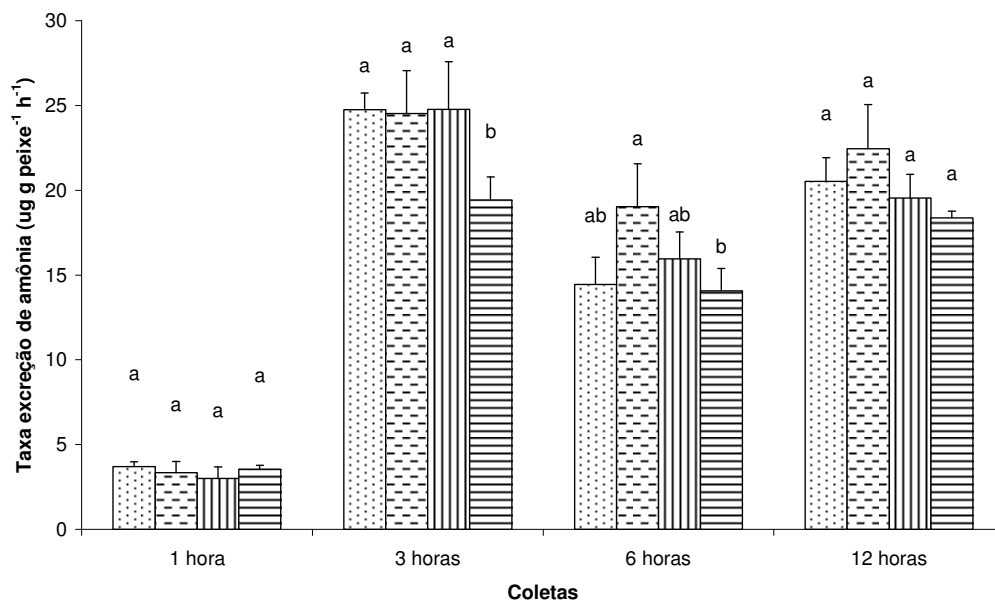 30
25
20
15
10
5
0
Taxa excreção de amônia (ug g peixe⁻¹ h⁻¹)
a
a
a
a
a
a
a
b
ab
a
ab
b
a
a
a
a
1 hora
3 horas
6 horas
12 horas
Coletas